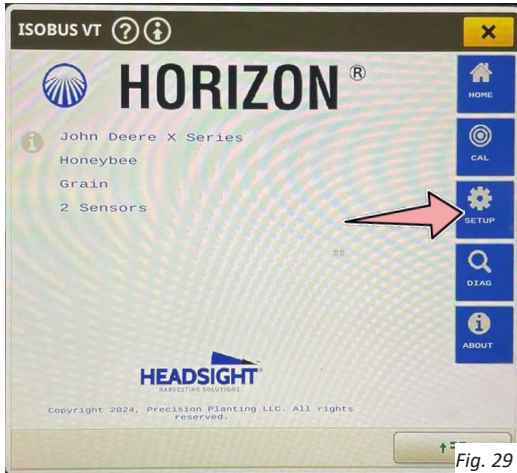 ISOBUS VT ? i
×
HORIZON ®
HOME
John Deere X Series
Honeybee
CAL
Grain
2 Sensors
SETUP
DIAG
ABOUT
HEADSIGHT
HARVESTING SOLUTIONS
Copyright 2024, Precision Planting LLC. All rights
reserved.
Fig. 29